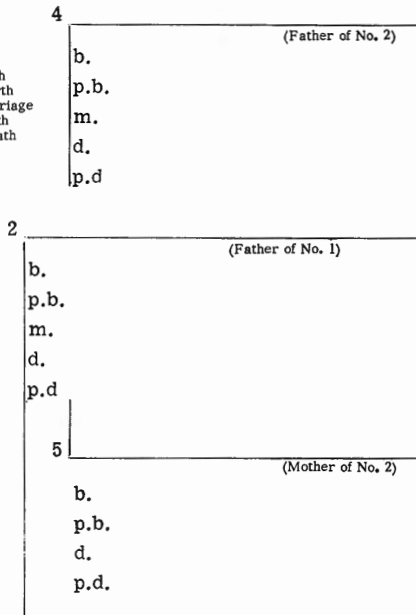 4
(Father of No. 2)
b.
p.b.
m.
d.
p.d
2
(Father of No. 1)
b.
p.b.
m.
d.
p.d
5
(Mother of No. 2)
b.
p.b.
d.
p.d.